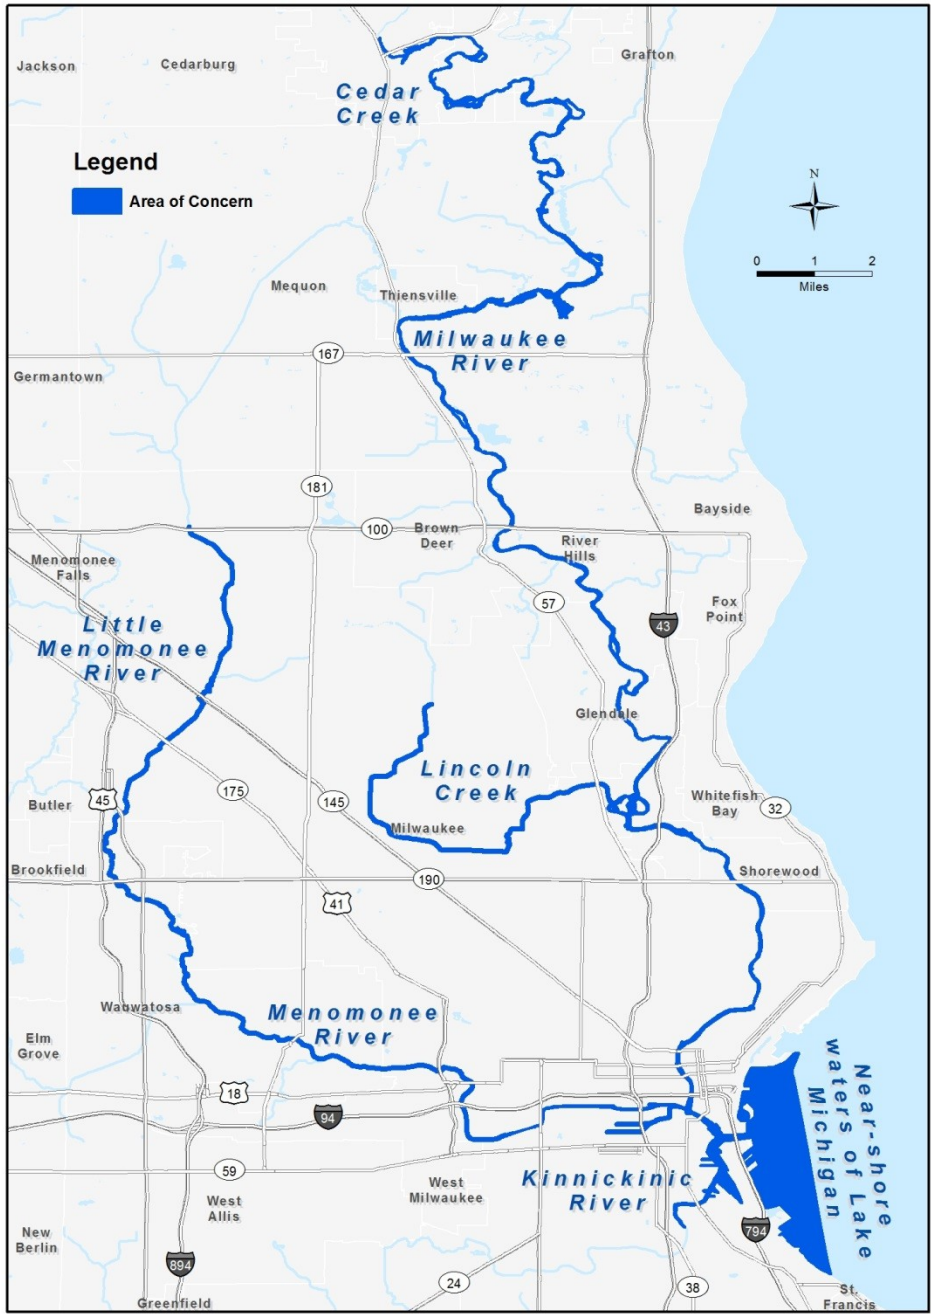 Jackson
Cedarburg
Grafton
Cedar
Creek
Legend
Area of Concern
N
0 1 2
Miles
Mequon
Thiensville
Milwaukee
River
167
Germantown
181
Bayside
100
Brown
Deer
River
Hills
Menomonee
Falls
57
Fox
Point
43
Little
Menomonee
River
Glendale
Lincoln
Creek
45
175
145
Butler
Milwaukee
Whitefish
Bay
32
Brookfield
190
Shorewood
41
Wauwatosa
Menomonee
River
Elm
Grove
18
94
Near-shore
waters of Lake
Michigan
59
West
Milwaukee
Kinnickinic
River
West
Allis
794
New
Berlin
894
24
38
St.
Francis
Greenfield